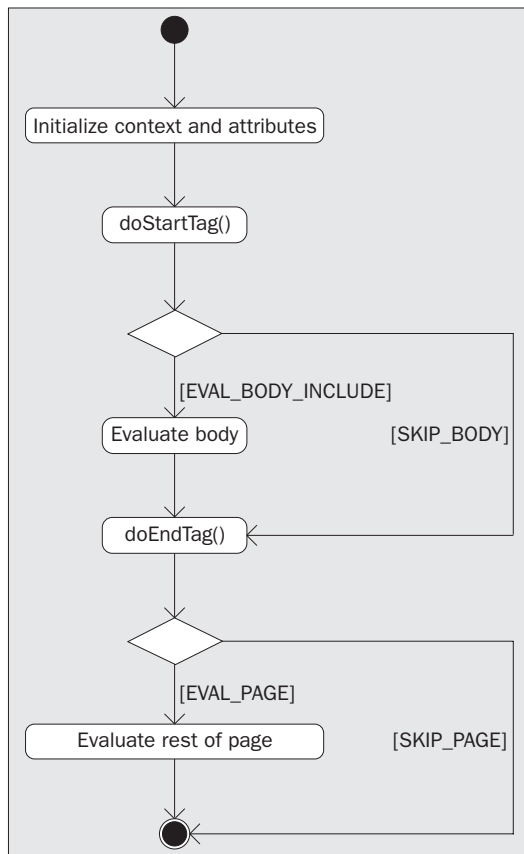 Initialize context and attributes
doStartTag()
[EVAL_BODY_INCLUDE]
Evaluate body
[SKIP_BODY]
doEndTag()
[EVAL_PAGE]
Evaluate rest of page
[SKIP_PAGE]